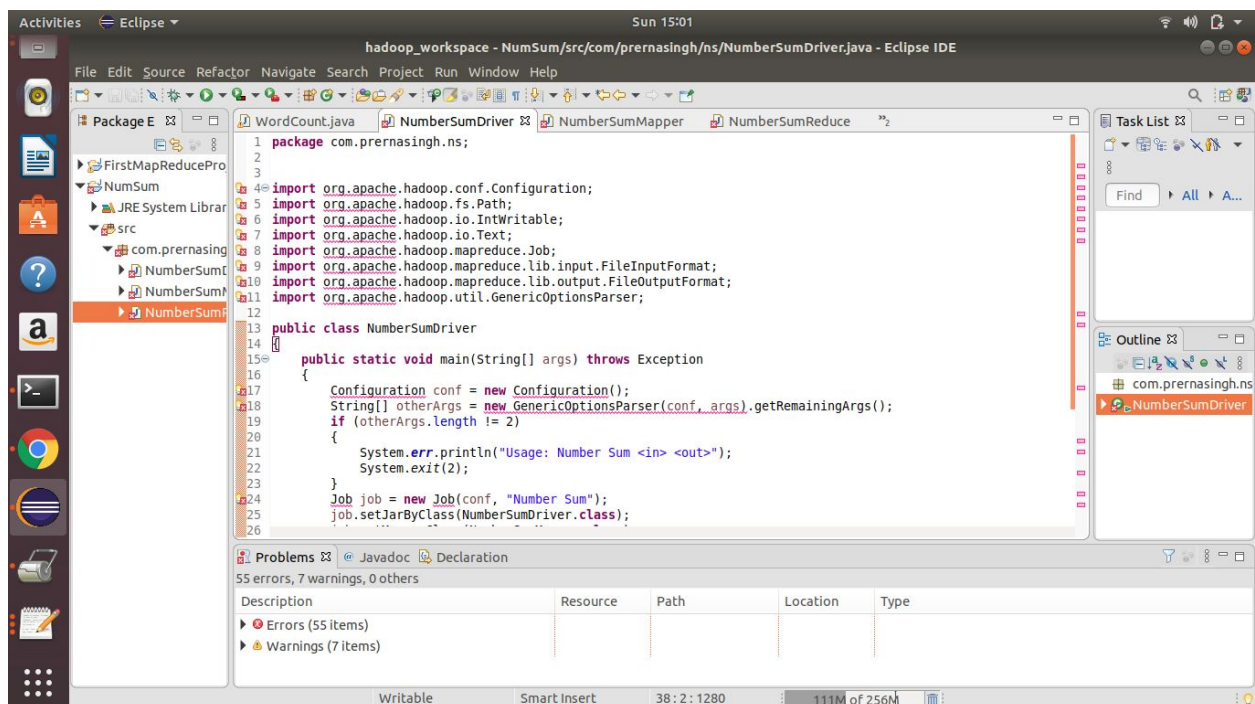 Activities Eclipse Sun 15:01
hadoop_workspace - NumSum/src/com/prernasingh/ns/NumberSumDriver.java - Eclipse IDE
File Edit Source Refactor Navigate Search Project Run Window Help
Package E
FirstMapReducePro
NumSum
JRE System Librar
src
com.prernasing
NumberSumD
NumberSumM
NumberSumR
WordCount.java NumberSumDriver NumberSumMapper NumberSumReduce 2
1 package com.prernasingh.ns;
2
3
4 import org.apache.hadoop.conf.Configuration;
5 import org.apache.hadoop.fs.Path;
6 import org.apache.hadoop.io.IntWritable;
7 import org.apache.hadoop.io.Text;
8 import org.apache.hadoop.mapreduce.Job;
9 import org.apache.hadoop.mapreduce.lib.input.FileInputFormat;
10 import org.apache.hadoop.mapreduce.lib.output.FileOutputFormat;
11 import org.apache.hadoop.util.GenericOptionsParser;
12
13 public class NumberSumDriver
14 {
15 public static void main(String[] args) throws Exception
16 {
17 Configuration conf = new Configuration();
18 String[] otherArgs = new GenericOptionsParser(conf, args).getRemainingArgs();
19 if (otherArgs.length != 2)
20 {
21 System.err.println("Usage: Number Sum <in> <out>");
22 System.exit(2);
23 }
24 Job job = new Job(conf, "Number Sum");
25 job.setJarByClass(NumberSumDriver.class);
26
Task List
Find All A...
Outline
com.prernasingh.ns
NumberSumDriver
Problems Javadoc Declaration
55 errors, 7 warnings, 0 others
Description Resource Path Location Type
Errors (55 items)
Warnings (7 items)
Writable Smart Insert 38 : 2 : 1280 111M of 256M